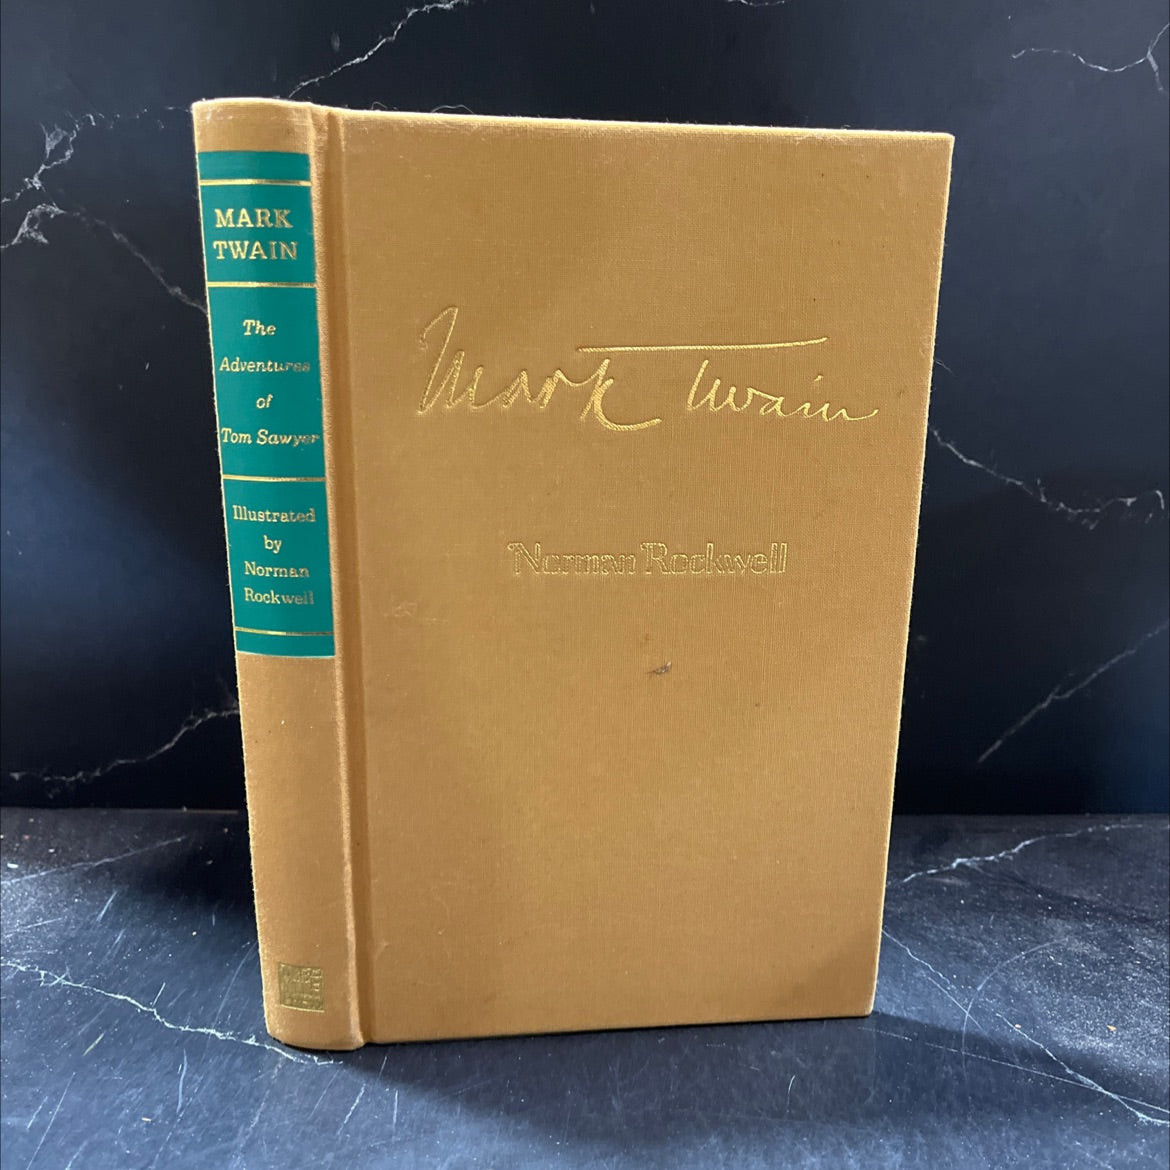 MARK
TWAIN
The
Adventures
of
Tom Sawyer
Illustrated
by
Norman
Rockwell
Mark Twain
Norman Rockwell